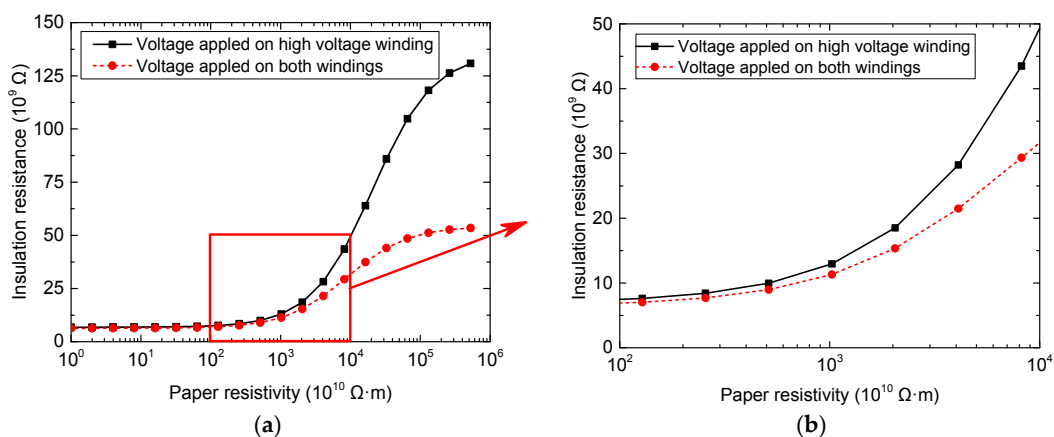 Voltage appled on high voltage winding
Voltage appled on both windings
Insulation resistance (10⁹ Ω)
150
125
100
75
50
25
0
10⁰ 10¹ 10² 10³ 10⁴ 10⁵ 10⁶
Paper resistivity (10¹⁰ Ω·m)
(a)
Voltage appled on high voltage winding
Voltage appled on both windings
Insulation resistance (10⁹ Ω)
50
40
30
20
10
0
10² 10³ 10⁴
Paper resistivity (10¹⁰ Ω·m)
(b)